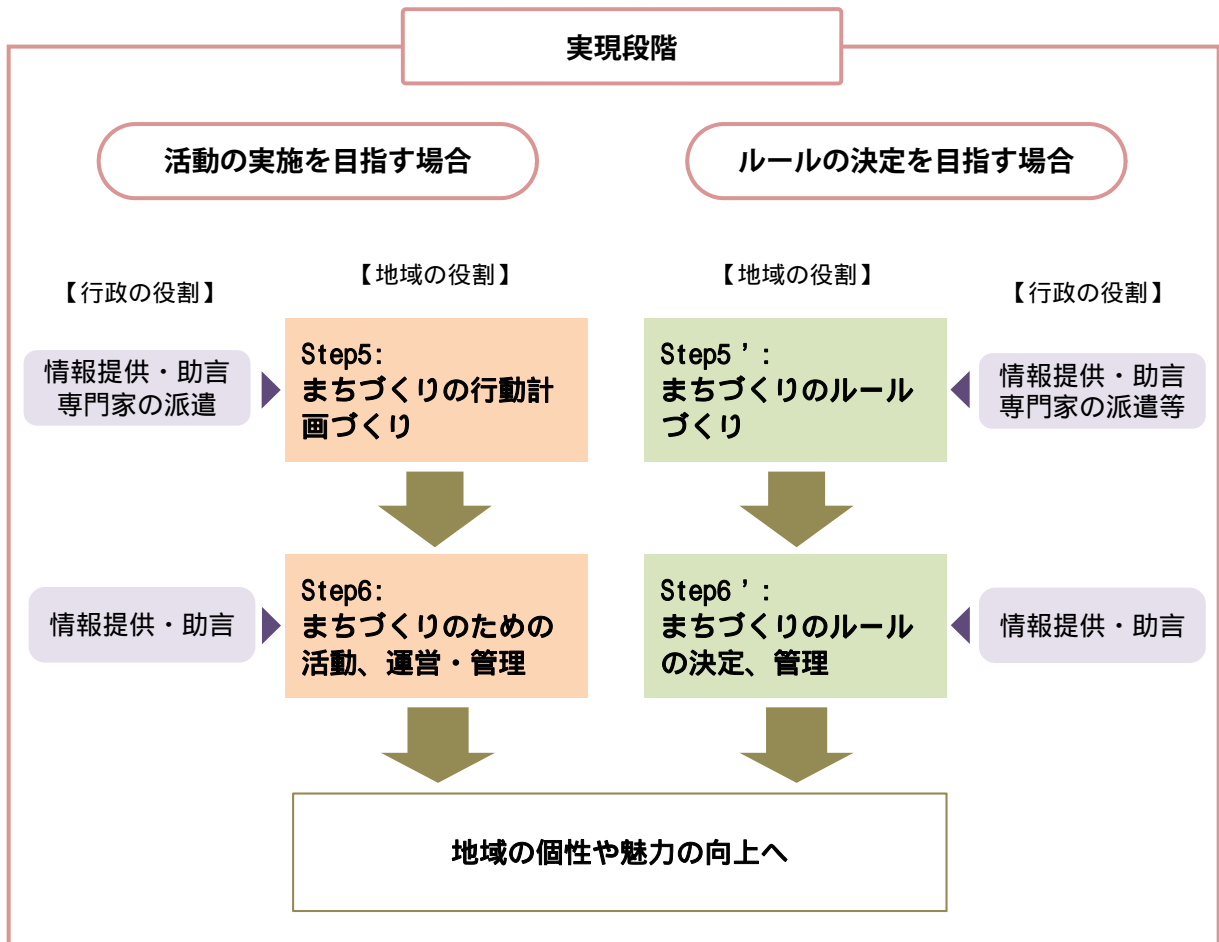 実現段階
活動の実施を目指す場合
ルールの決定を目指す場合
【行政の役割】
【地域の役割】
【地域の役割】
【行政の役割】
情報提供・助言
専門家の派遣
Step5:
まちづくりの行動計
画づくり
Step5’:
まちづくりのルール
づくり
情報提供・助言
専門家の派遣等
情報提供・助言
Step6:
まちづくりのための
活動、運営・管理
Step6’:
まちづくりのルール
の決定、管理
情報提供・助言
地域の個性や魅力の向上へ